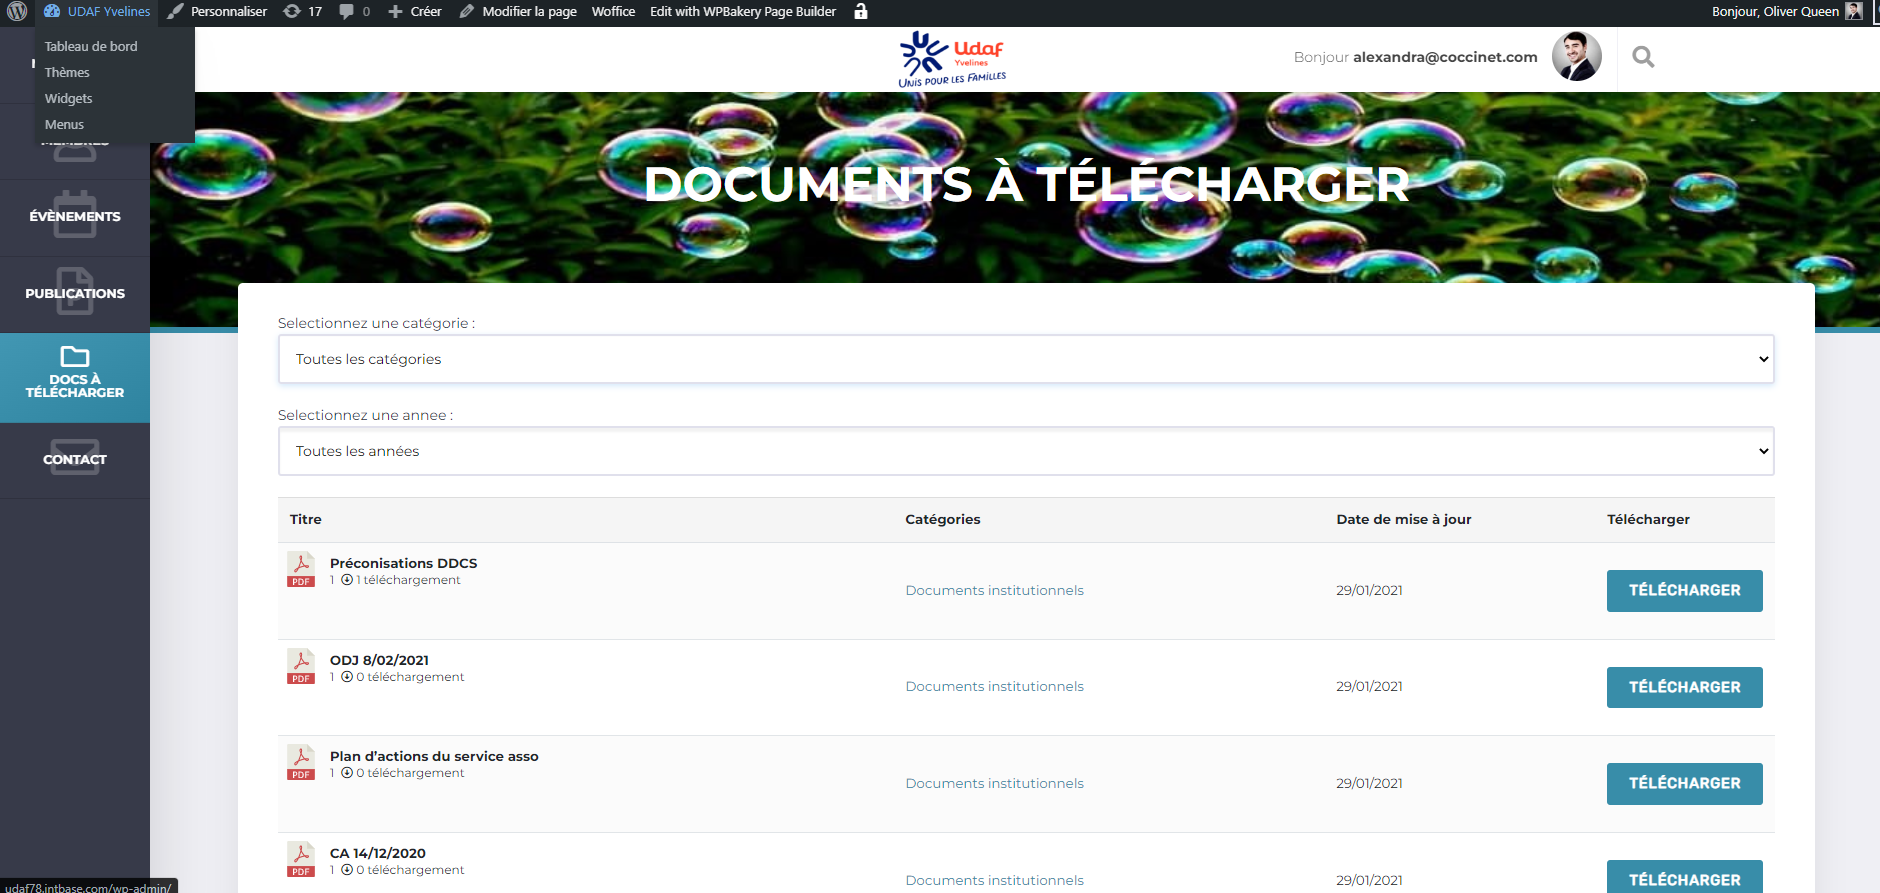 UDAF Yvelines Personnaliser 17 0 Créer Modifier la page Woffice Edit with WPBakery Page Builder Bonjour, Oliver Queen
Tableau de bord
Thèmes
Widgets
Menus
Udaf
Yvelines
UNIS POUR LES FAMILLES
Bonjour alexandra@coccinet.com
MEMBRES
ÉVÈNEMENTS
PUBLICATIONS
DOCS À
TÉLÉCHARGER
CONTACT
DOCUMENTS À TÉLÉCHARGER
Selectionnez une catégorie :
Toutes les catégories
Selectionnez une annee :
Toutes les années
Titre Catégories Date de mise à jour Télécharger
PDF Préconisations DDCS
1 1 téléchargement
Documents institutionnels 29/01/2021 TÉLÉCHARGER
PDF ODJ 8/02/2021
1 0 téléchargement
Documents institutionnels 29/01/2021 TÉLÉCHARGER
PDF Plan d’actions du service asso
1 0 téléchargement
Documents institutionnels 29/01/2021 TÉLÉCHARGER
PDF CA 14/12/2020
1 0 téléchargement
Documents institutionnels 29/01/2021 TÉLÉCHARGER
udaf78.intbase.com/wp-admin/